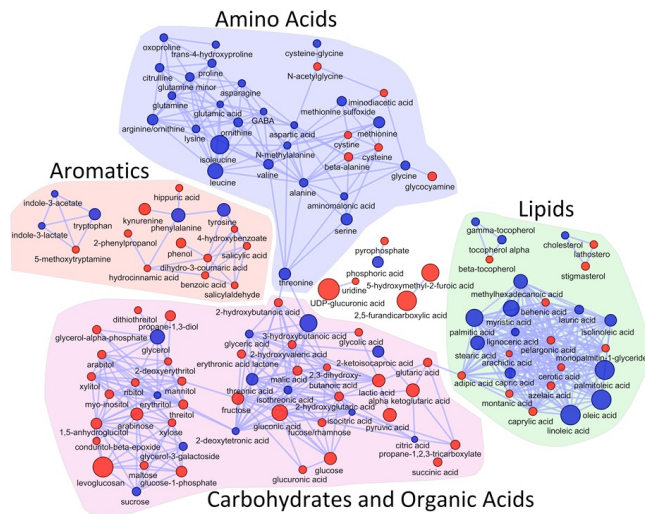 Amino Acids
oxoproline
trans-4-hydroxyproline
cysteine-glycine
citrulline
proline
N-acetylglycine
glutamine minor
asparagine
iminodiacetic acid
glutamine
glutamic acid
methionine sulfoxide
GABA
arginine/ornithine
ornithine
aspartic acid
methionine
lysine
cystine
isoleucine
N-methylalanine
cysteine
beta-alanine
leucine
valine
glycine
glycocyamine
alanine
aminomalonic acid
serine
threonine
Aromatics
hippuric acid
indole-3-acetate
kynurenine
tryptophan
phenylalanine
tyrosine
indole-3-lactate
2-phenylpropanol
4-hydroxybenzoate
phenol
salicylic acid
5-methoxytryptamine
dihydro-3-coumaric acid
hydrocinnamic acid
benzoic acid
salicylaldehyde
pyrophosphate
phosphoric acid
5-hydroxymethyl-2-furoic acid
uridine
UDP-glucuronic acid
2,5-furandicarboxylic acid
Lipids
gamma-tocopherol
cholesterol
tocopherol alpha
lathostero
beta-tocopherol
stigmasterol
methylhexadecanoic acid
behenic acid
lauric acid
palmitic acid
myristic acid
isolinoleic acid
lignoceric acid
stearic acid
pelargonic acid
arachidic acid
monopalmitin-1-glyceride
adipic acid
capric acid
cerotic acid
palmitoleic acid
azelaic acid
montanic acid
oleic acid
caprylic acid
linoleic acid
2-hydroxybutanoic acid
dithiothreitol
propane-1,3-diol
glycerol-alpha-phosphate
3-hydroxybutanoic acid
glycerol
glyceric acid
glycolic acid
2-hydroxyvaleric acid
arabitol
2-deoxyerythritol
erythronic acid lactone
2-ketoisocaproic acid
glutaric acid
xylitol
ribitol
mannitol
malic acid
2,3-dihydroxy-
butanoic acid
threonic acid
lactic acid
myo-inositol
erythritol
isothreonic acid
alpha ketoglutaric acid
threitol
fructose
2-hydroxyglutaric acid
arabinose
gluconic acid
isocitric acid
pyruvic acid
1,5-anhydroglucitol
xylose
fucose/rhamnose
2-deoxytetronic acid
citric acid
conduritol-beta-epoxide
glycerol-3-galactoside
propane-1,2,3-tricarboxylate
maltose
glucose
levoglucosan
glucose-1-phosphate
glucuronic acid
succinic acid
sucrose
Carbohydrates and Organic Acids